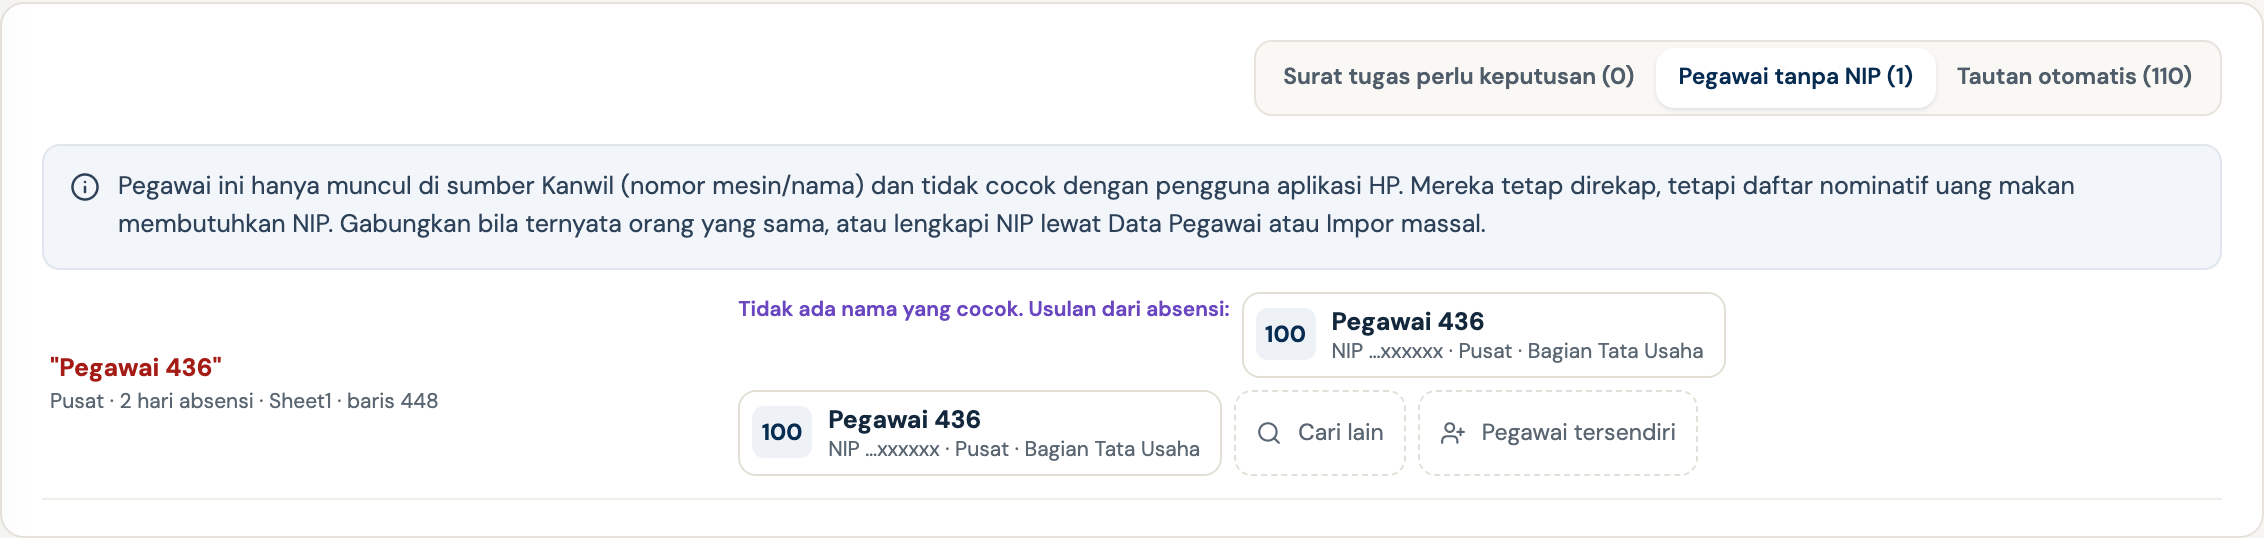 Surat tugas perlu keputusan (0)
Pegawai tanpa NIP (1)
Tautan otomatis (110)
Pegawai ini hanya muncul di sumber Kanwil (nomor mesin/nama) dan tidak cocok dengan pengguna aplikasi HP. Mereka tetap direkap, tetapi daftar nominatif uang makan
membutuhkan NIP. Gabungkan bila ternyata orang yang sama, atau lengkapi NIP lewat Data Pegawai atau Impor massal.
"Pegawai 436"
Pusat · 2 hari absensi · Sheet1 · baris 448
Tidak ada nama yang cocok. Usulan dari absensi:
100
Pegawai 436
NIP …xxxxxx · Pusat · Bagian Tata Usaha
100
Pegawai 436
NIP …xxxxxx · Pusat · Bagian Tata Usaha
Cari lain
Pegawai tersendiri